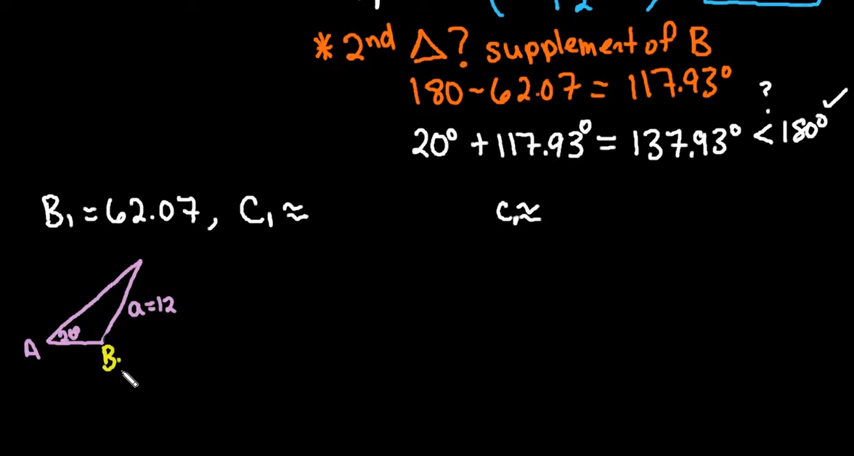 * 2nd Δ? supplement of B
180-62.07 = 117.93°
?
20° + 117.93° = 137.93° < 180° ✓
B₁ = 62.07, C₁ ≈ c₁ ≈
a=12
20°
A
B.